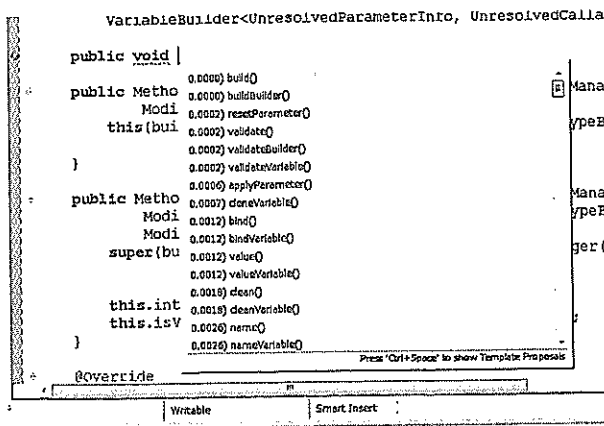 VariableBuilder<UnresolvedParameterInfo, UnresolvedCalla
public void
0.0000) build()
public Metho 0.0000) buildBuilder() Mana
Modi 0.0002) resetParameter() ypeB
this(bui 0.0002) validate()
0.0002) validateBuilder()
} 0.0002) validateVariable()
0.0006) applyParameter()
public Metho 0.0007) cloneVariable() Mana
Modi 0.0012) bind() ypeB
Modi 0.0012) bindVariable()
super(bu 0.0012) value() ger(
0.0012) valueVariable()
0.0018) clean()
this.int 0.0018) cleanVariable()
this.isV 0.0026) name() ;
} 0.0026) nameVariable()
Press 'Ctrl+Space' to show Template Proposals
@Override
Writable Smart Insert